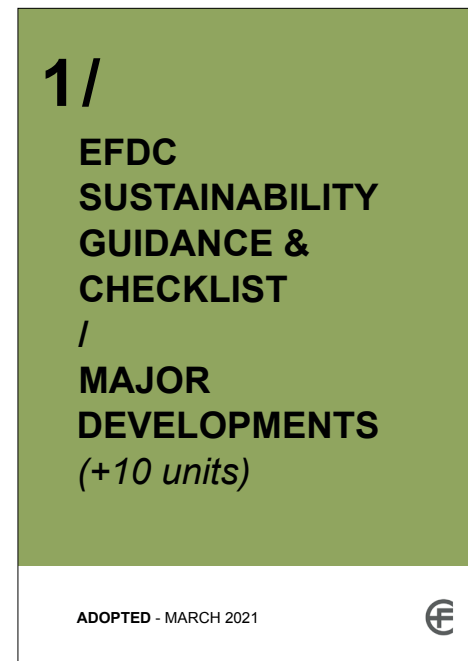 1/
EFDC
SUSTAINABILITY
GUIDANCE &
CHECKLIST
/
MAJOR
DEVELOPMENTS
(+10 units)
ADOPTED - MARCH 2021